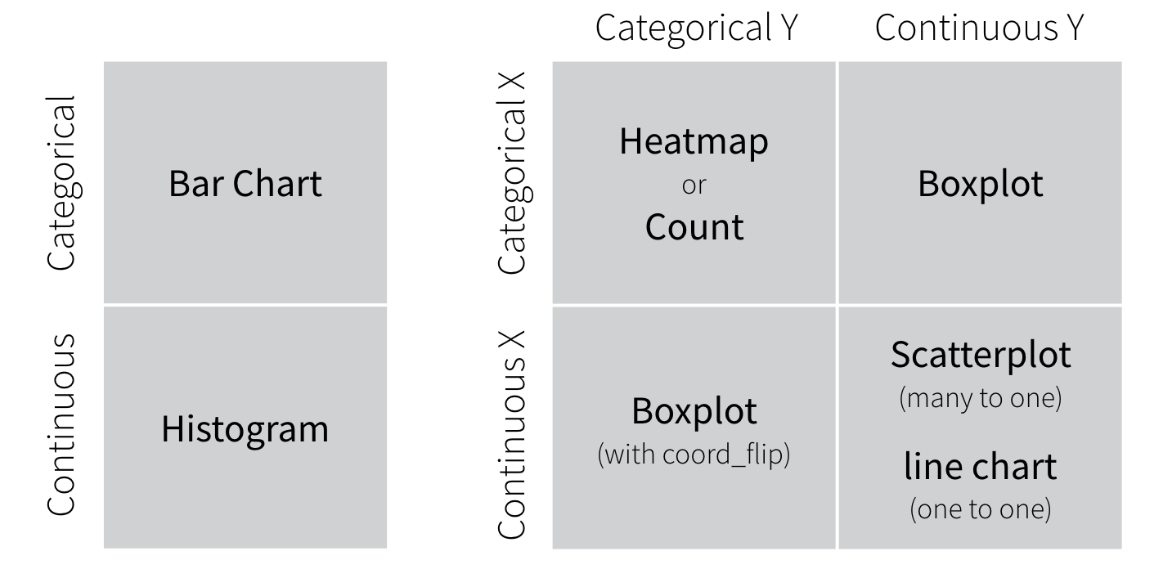 Categorical
Bar Chart
Continuous
Histogram
Categorical Y
Continuous Y
Categorical X
Heatmap
or
Count
Boxplot
Continuous X
Boxplot
(with coord_flip)
Scatterplot
(many to one)
line chart
(one to one)